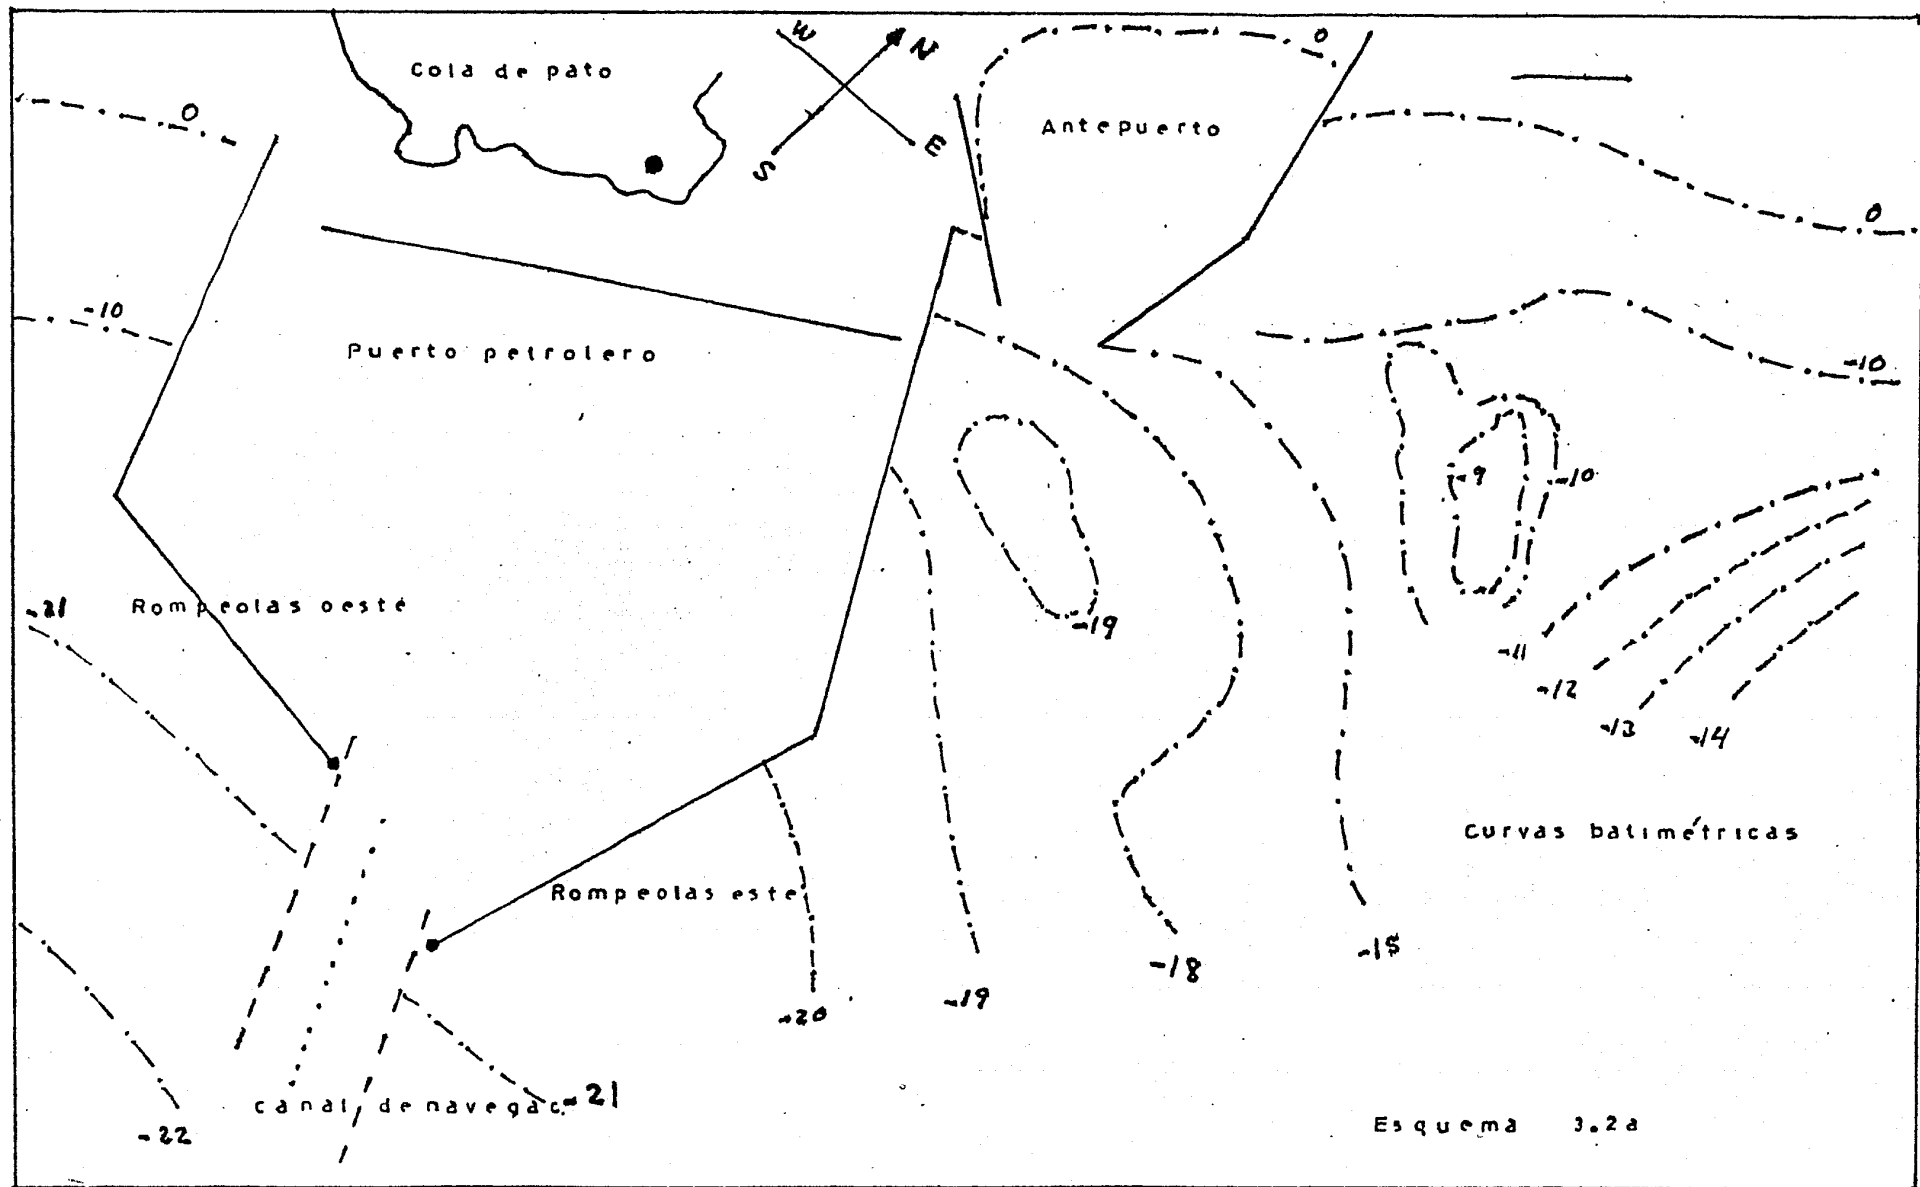 Cola de pato
W
N
S
E
0
Antepuerto
0
0
-10
Puerto petrolero
-10
-9
-10
-21
Rompeolas oeste
-19
-11
-12
-13
-14
Curvas batimétricas
Rompeolas este
-15
-18
-19
-20
-21
canal de navegac.
-22
Esquema 3.2a